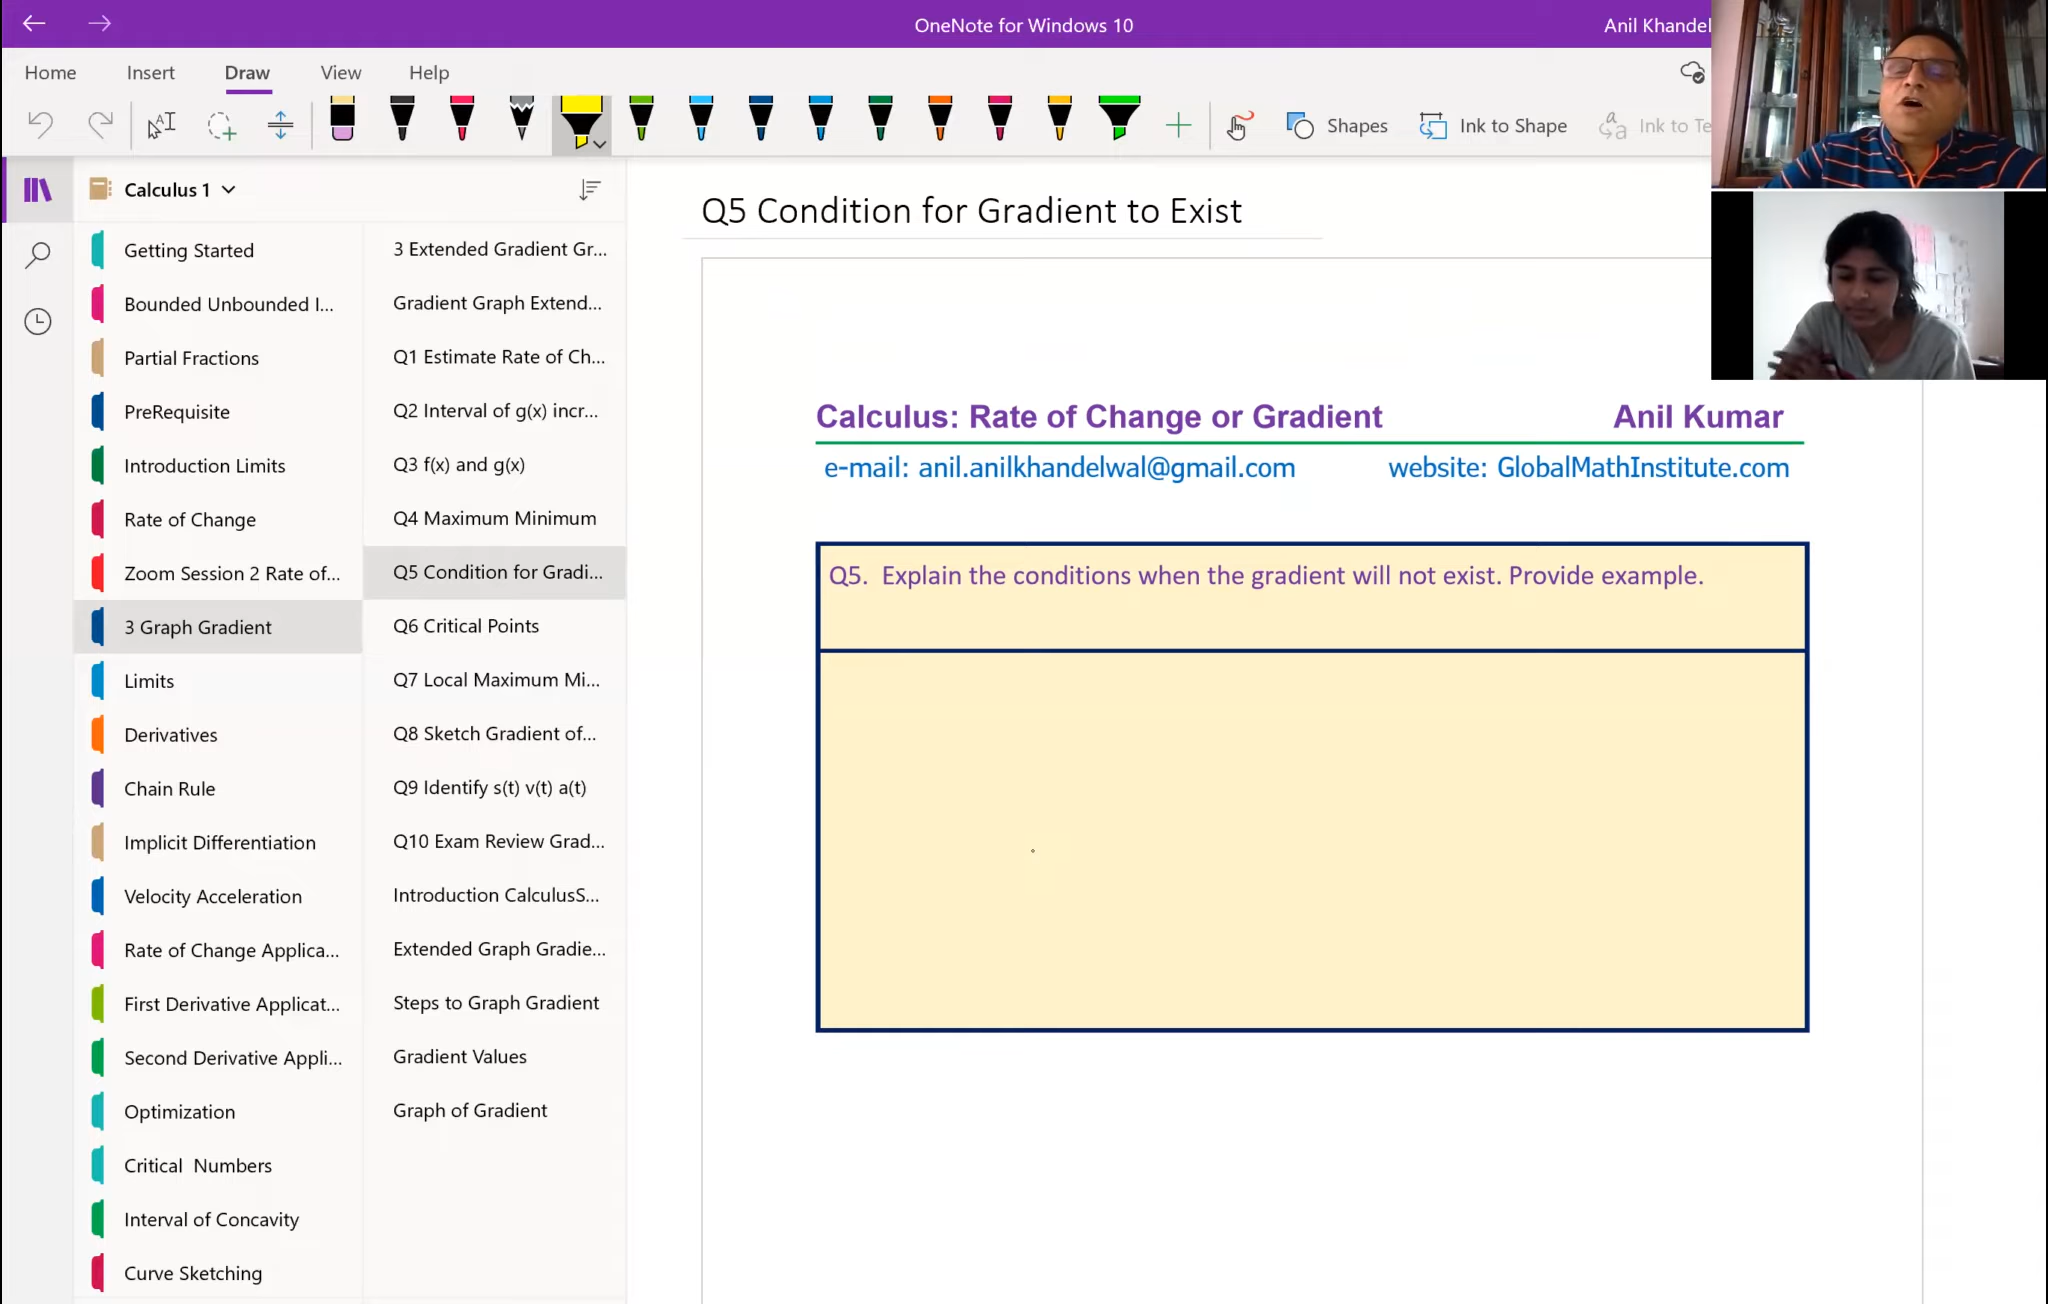 OneNote for Windows 10
Anil Khandel
Home Insert Draw View Help
Shapes Ink to Shape Ink to Te
Calculus 1
Getting Started
Bounded Unbounded I...
Partial Fractions
PreRequisite
Introduction Limits
Rate of Change
Zoom Session 2 Rate of...
3 Graph Gradient
Limits
Derivatives
Chain Rule
Implicit Differentiation
Velocity Acceleration
Rate of Change Applica...
First Derivative Applicat...
Second Derivative Appli...
Optimization
Critical Numbers
Interval of Concavity
Curve Sketching
3 Extended Gradient Gr...
Gradient Graph Extend...
Q1 Estimate Rate of Ch...
Q2 Interval of g(x) incr...
Q3 f(x) and g(x)
Q4 Maximum Minimum
Q5 Condition for Gradi...
Q6 Critical Points
Q7 Local Maximum Mi...
Q8 Sketch Gradient of...
Q9 Identify s(t) v(t) a(t)
Q10 Exam Review Grad...
Introduction CalculusS...
Extended Graph Gradie...
Steps to Graph Gradient
Gradient Values
Graph of Gradient
Q5 Condition for Gradient to Exist
Calculus: Rate of Change or Gradient Anil Kumar
e-mail: anil.anilkhandelwal@gmail.com website: GlobalMathInstitute.com
Q5. Explain the conditions when the gradient will not exist. Provide example.